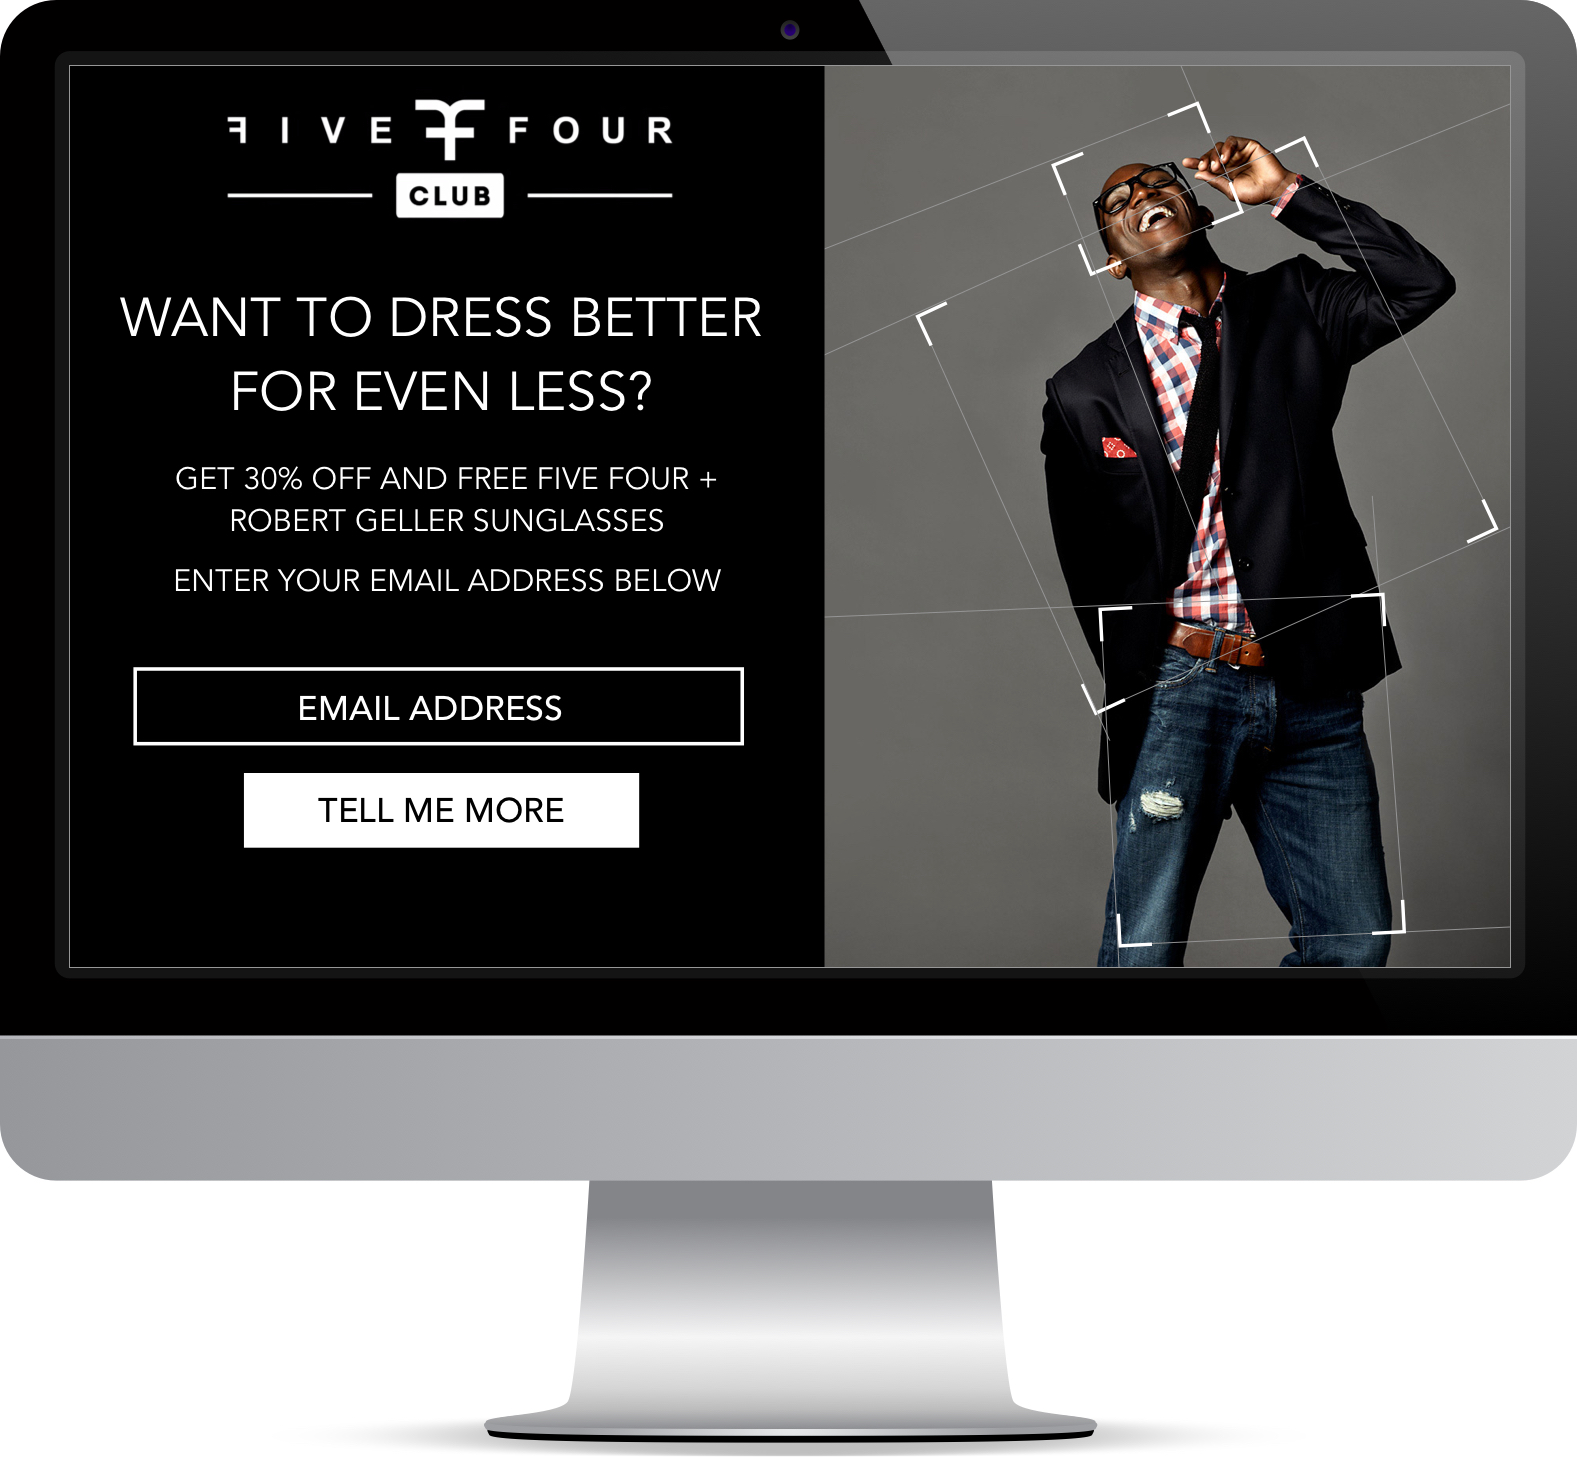 FIVE FOUR
CLUB
WANT TO DRESS BETTER
FOR EVEN LESS?
GET 30% OFF AND FREE FIVE FOUR +
ROBERT GELLER SUNGLASSES
ENTER YOUR EMAIL ADDRESS BELOW
EMAIL ADDRESS
TELL ME MORE